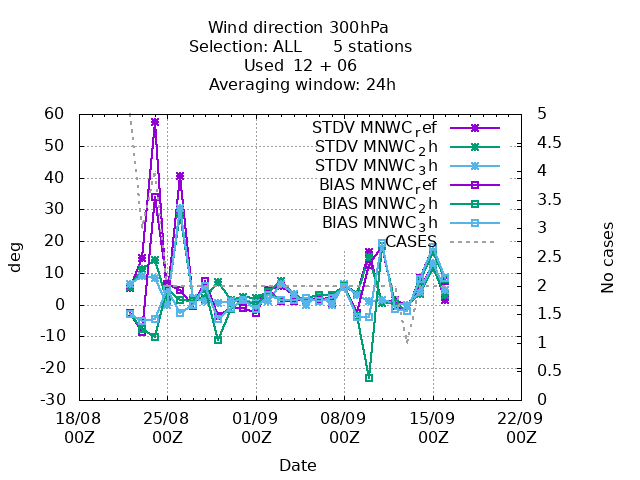 Wind direction 300hPa
Selection: ALL 5 stations
Used 12 + 06
Averaging window: 24h
60
50
40
30
20
10
0
-10
-20
-30
deg
5
4.5
4
3.5
3
2.5
2
1.5
1
0.5
0
No cases
STDV MNWC_ref
STDV MNWC_2h
STDV MNWC_3h
BIAS MNWC_ref
BIAS MNWC_2h
BIAS MNWC_3h
CASES
18/08 25/08 01/09 08/09 15/09 22/09
00Z 00Z 00Z 00Z 00Z 00Z
Date